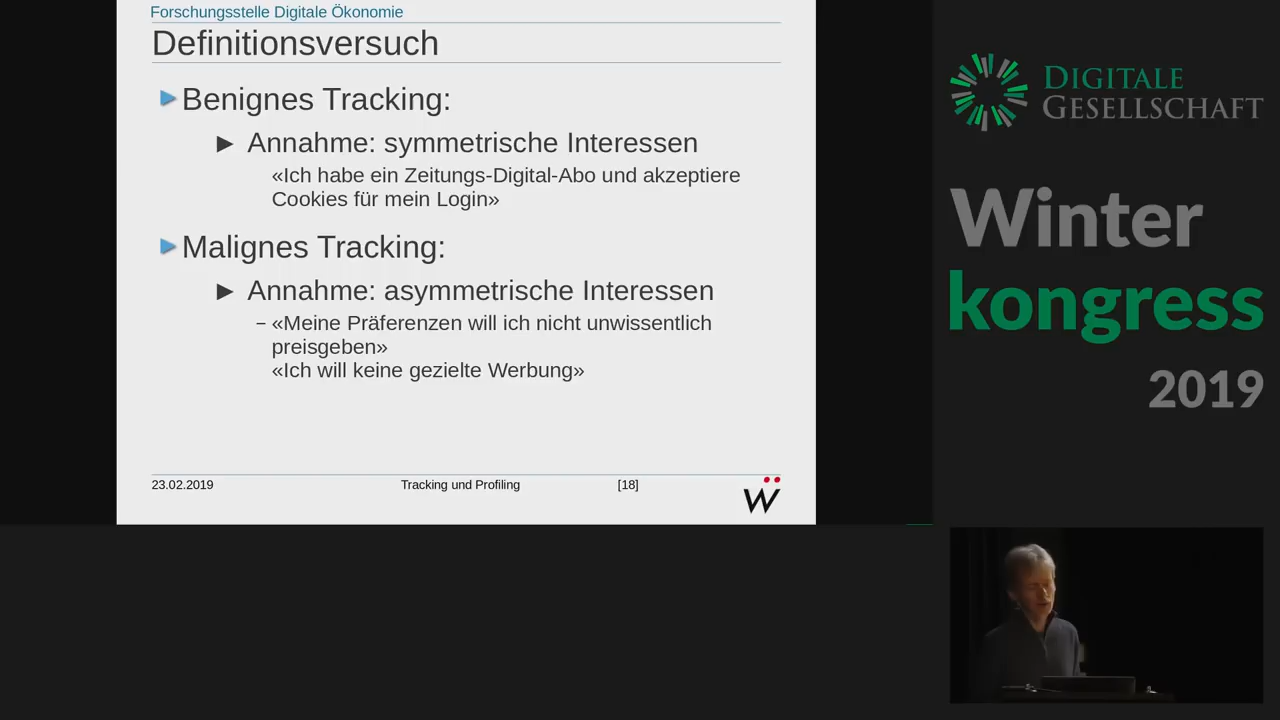 Forschungsstelle Digitale Ökonomie
Definitionsversuch
Benignes Tracking:
Annahme: symmetrische Interessen
«Ich habe ein Zeitungs-Digital-Abo und akzeptiere
Cookies für mein Login»
Malignes Tracking:
Annahme: asymmetrische Interessen
– «Meine Präferenzen will ich nicht unwissentlich
preisgeben»
«Ich will keine gezielte Werbung»
23.02.2019 Tracking und Profiling [18]
Ẅ
DIGITALE
GESELLSCHAFT
Winter
kongress
2019